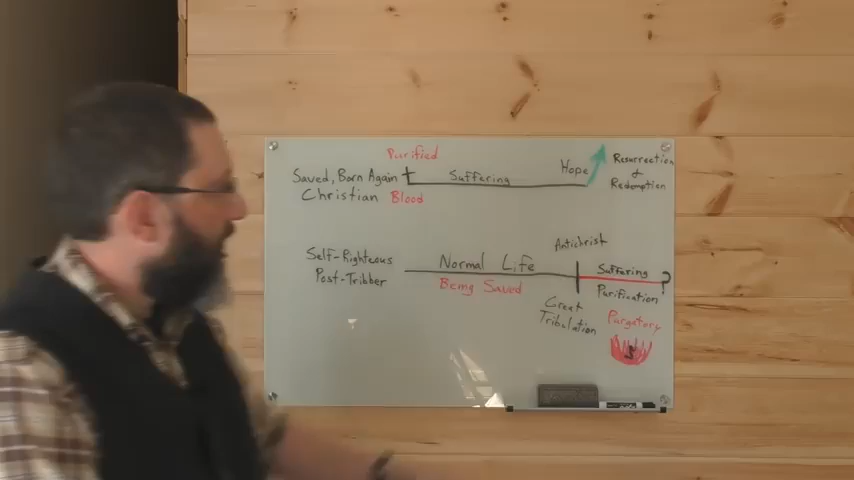 Purified
Saved, Born Again Suffering Hope Resurrection
Christian Blood & Redemption
Self-Righteous
Post-Tribber
Normal Life
Being Saved
Antichrist
Suffering ?
Purification
Great
Tribulation
Purgatory